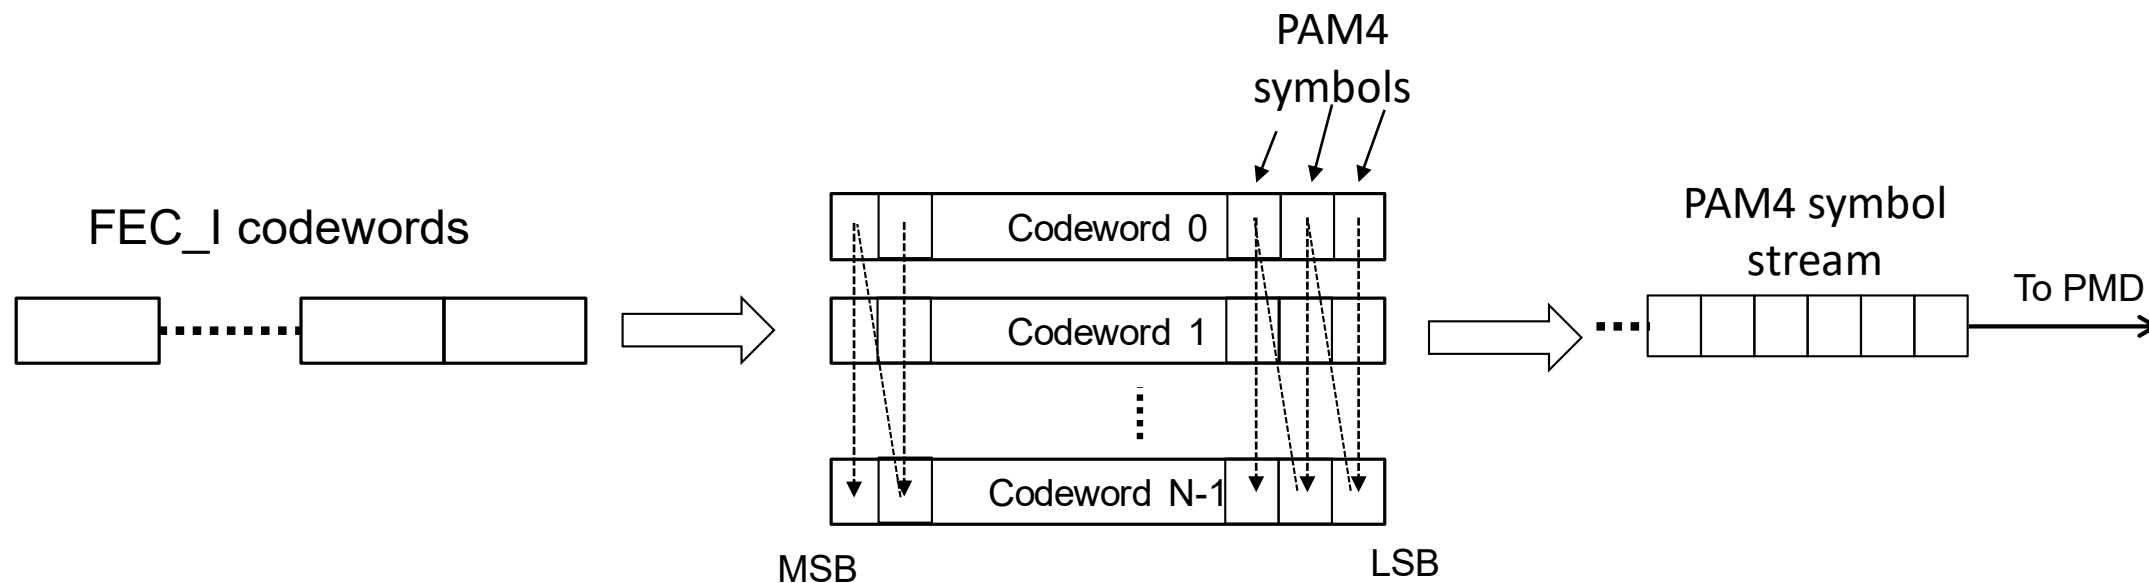 PAM4
symbols
FEC_I codewords
Codeword 0
Codeword 1
Codeword N-1
MSB
LSB
PAM4 symbol
stream
To PMD